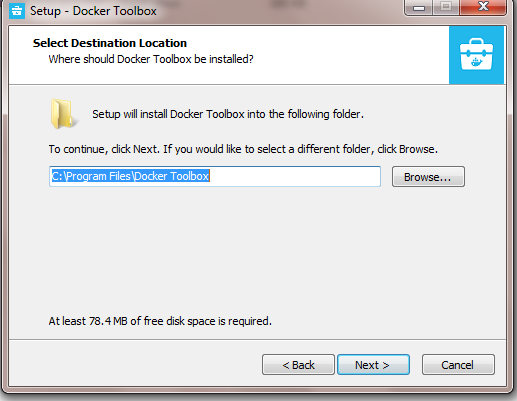 Setup - Docker Toolbox
Select Destination Location
Where should Docker Toolbox be installed?
Setup will install Docker Toolbox into the following folder.
To continue, click Next. If you would like to select a different folder, click Browse.
C:\Program Files\Docker Toolbox
Browse...
At least 78.4 MB of free disk space is required.
< Back
Next >
Cancel